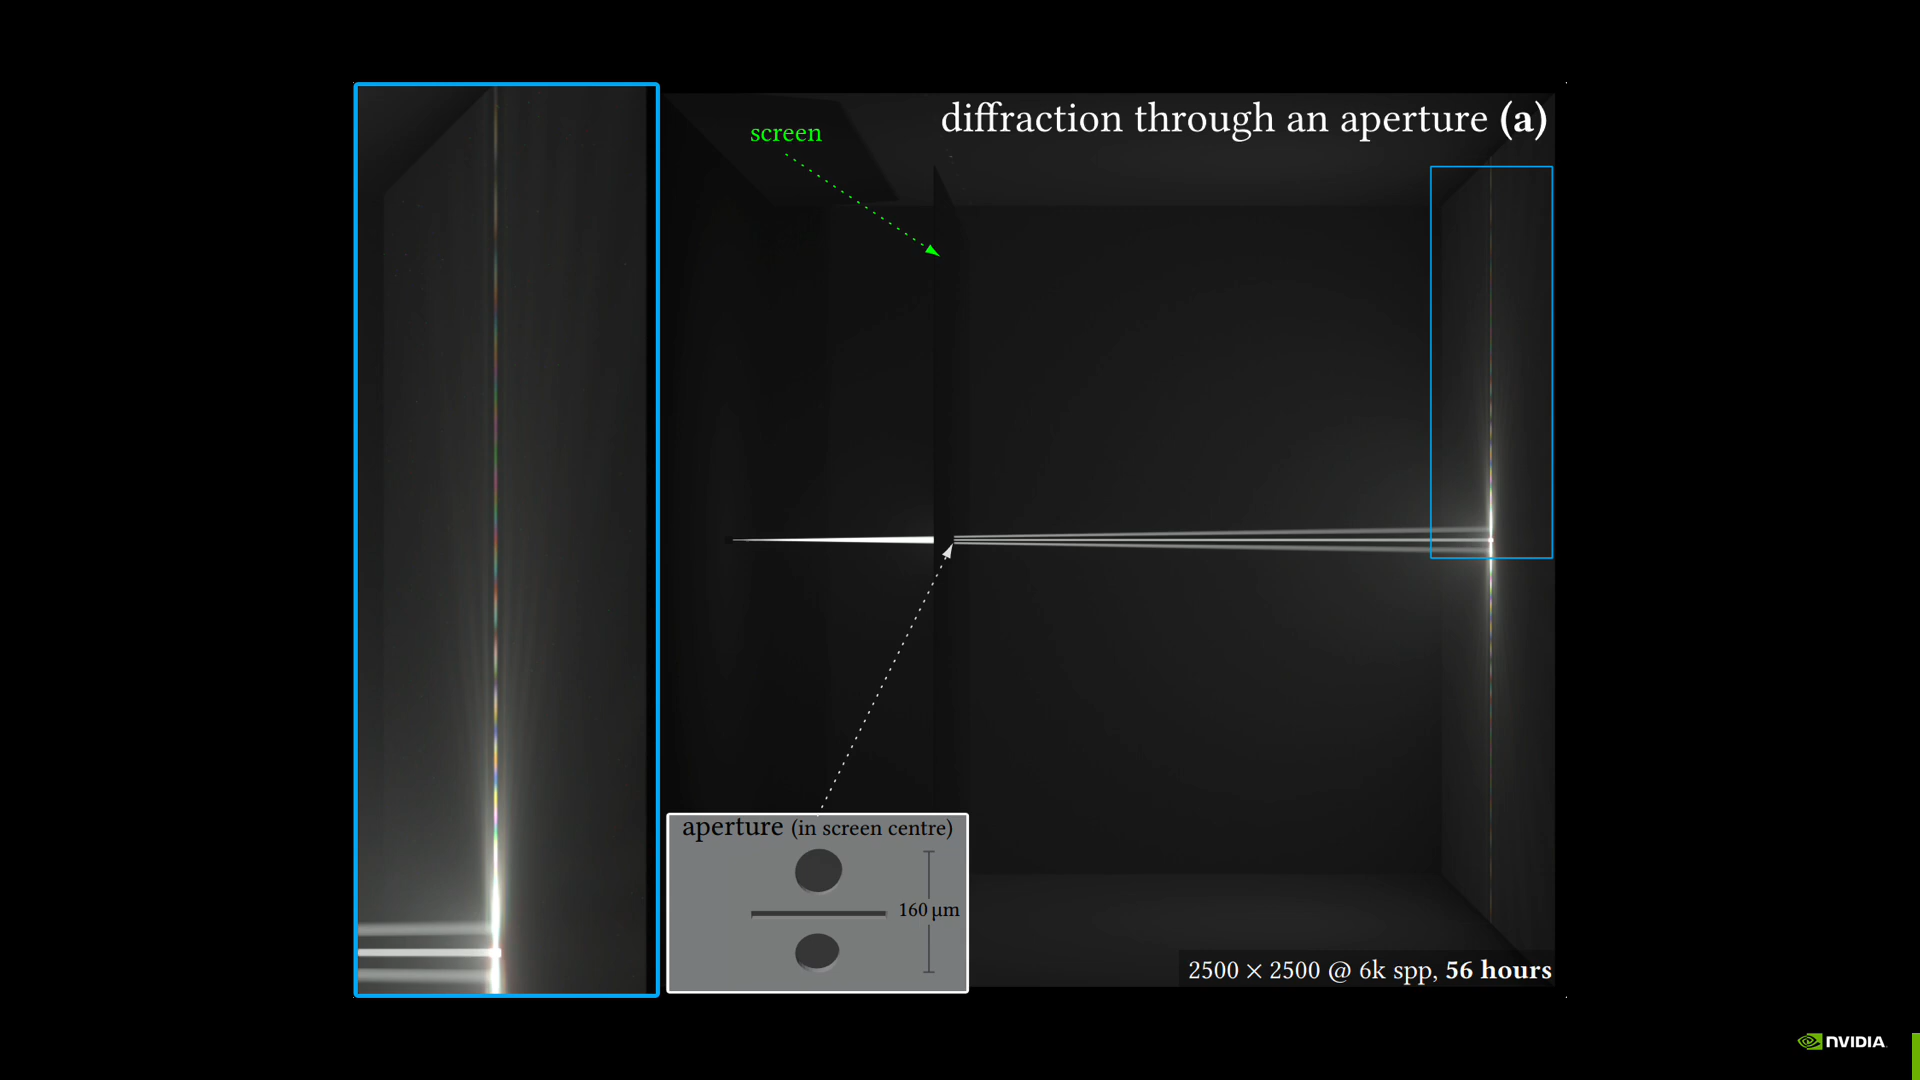 diffraction through an aperture (a)
screen
aperture (in screen centre)
160 µm
2500 × 2500 @ 6k spp, 56 hours
NVIDIA